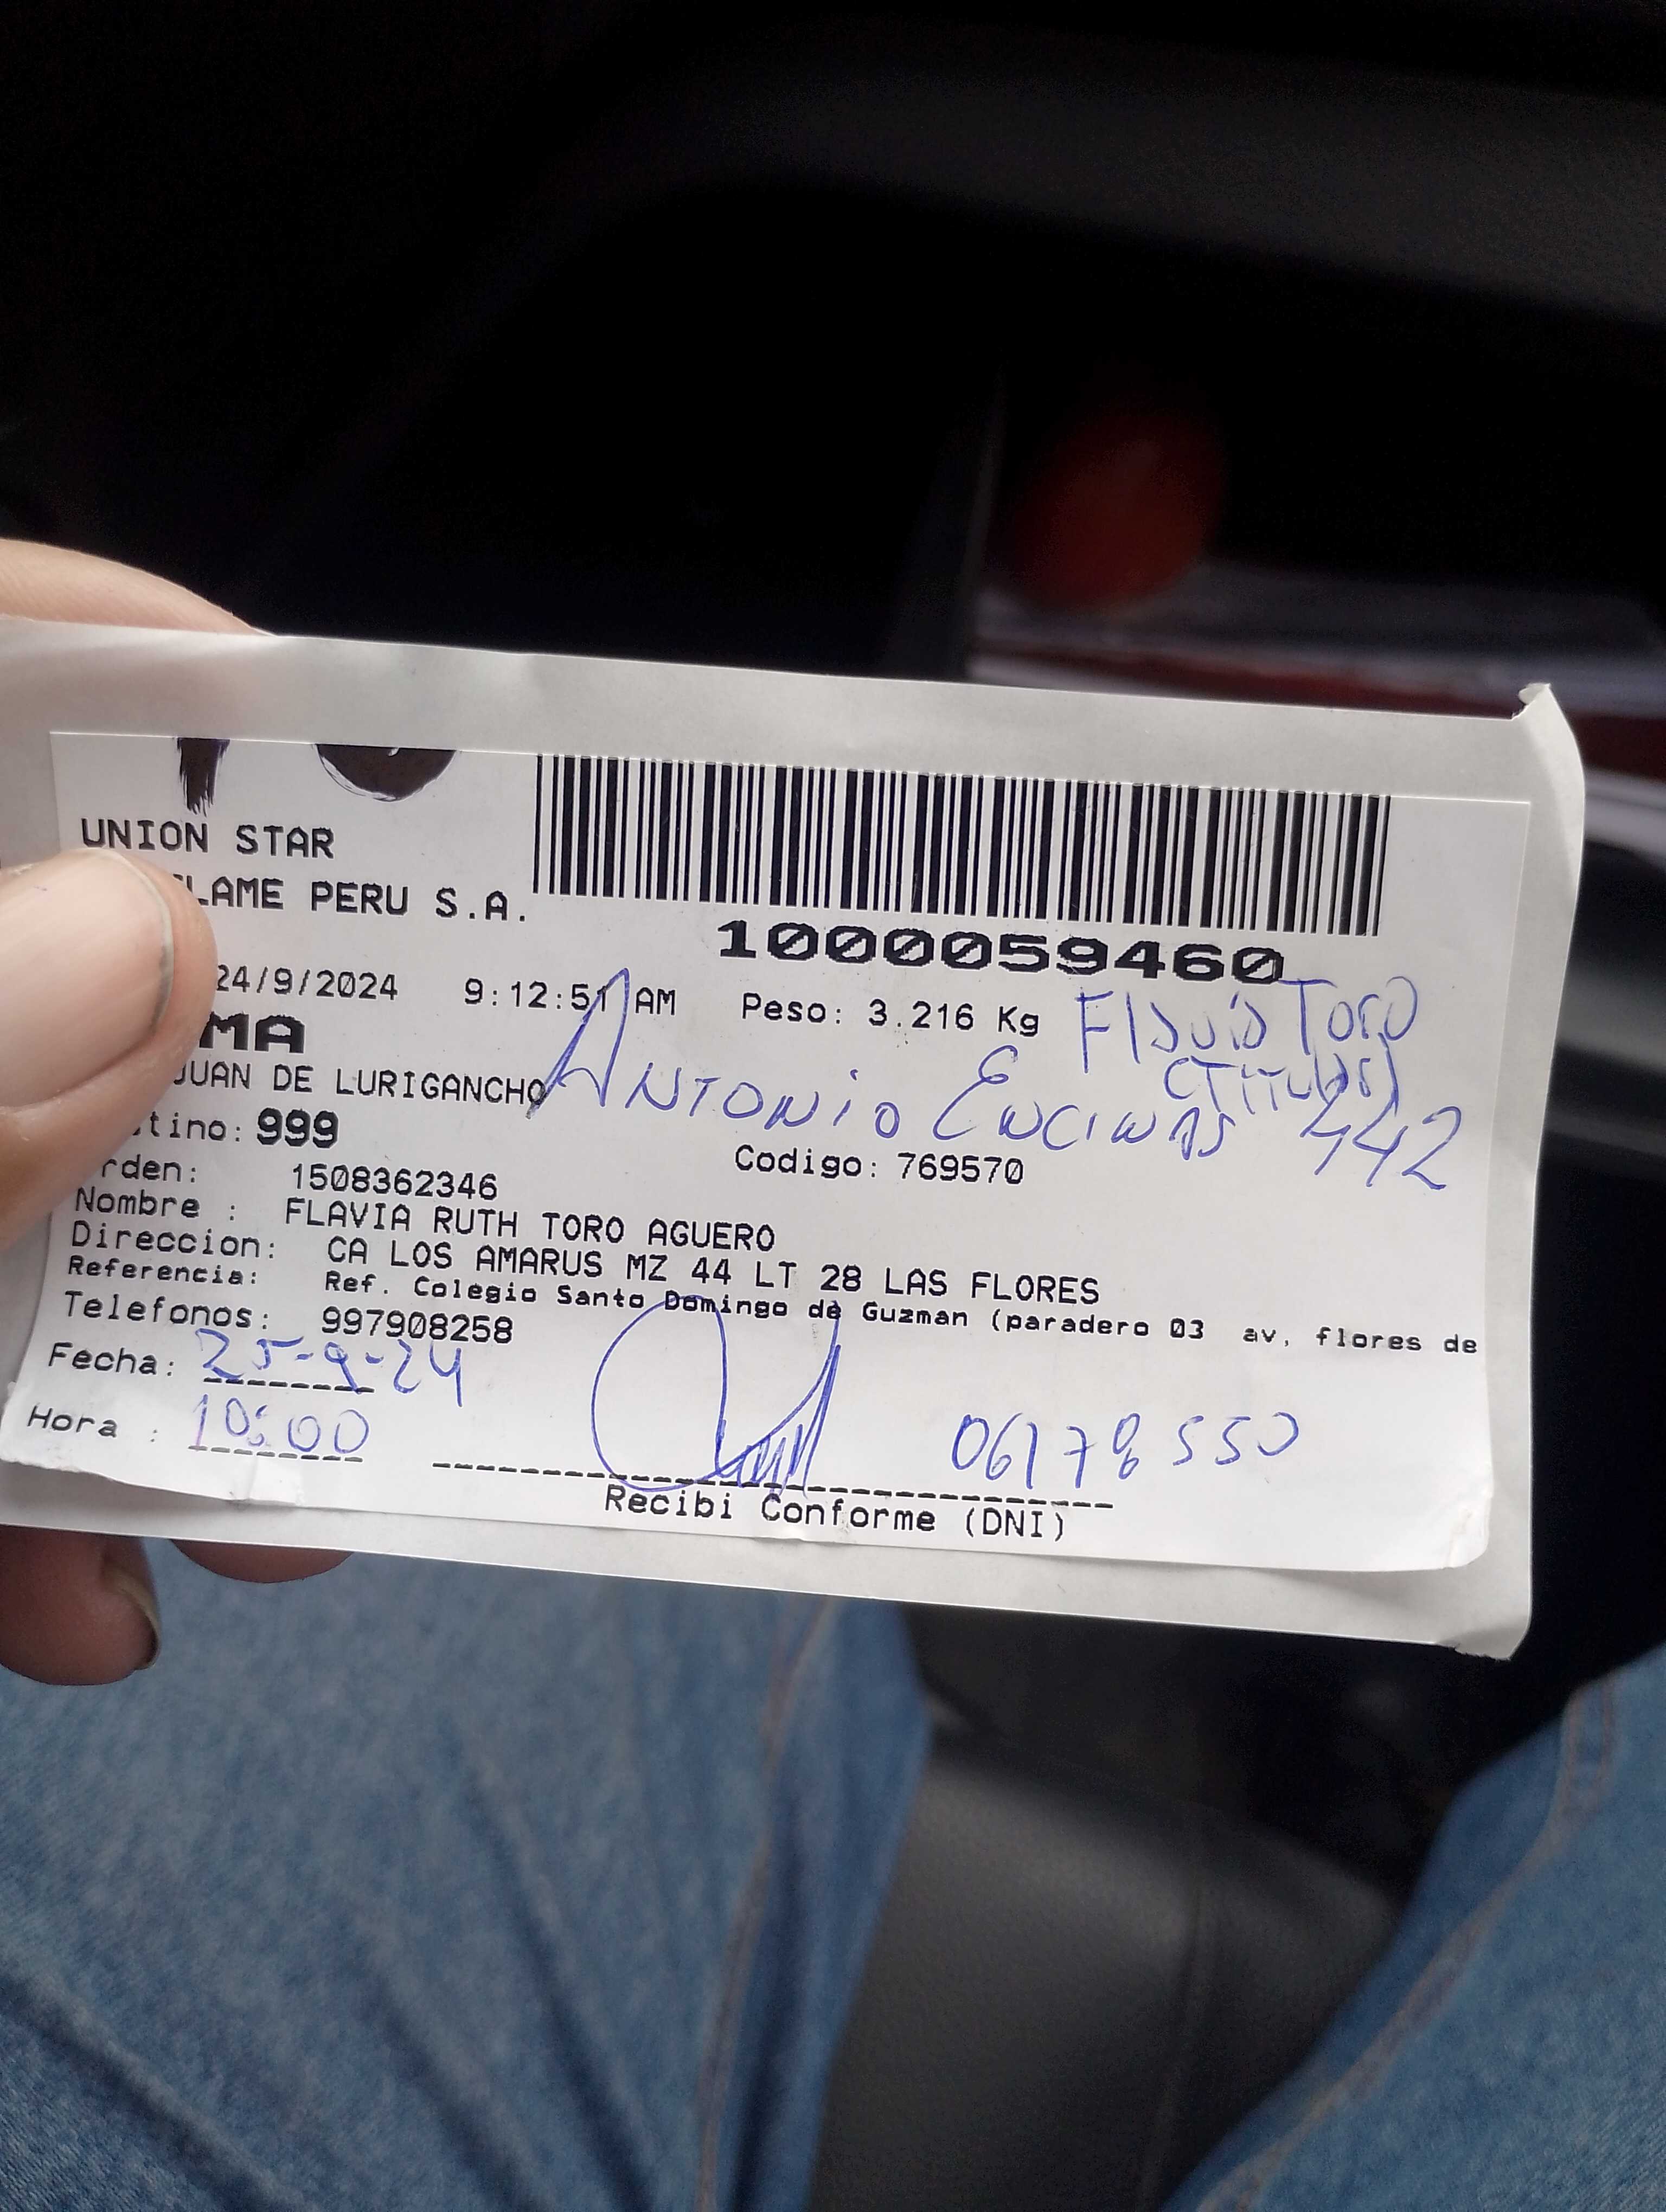 UNION STAR
LAME PERU S.A.
1000059460
24/9/2024 9:12:51 AM Peso: 3.216 Kg Flavia Toro
MA (Titular)
JUAN DE LURIGANCHO Antonio Encinas 442
tino: 999
rden: 1508362346 Codigo: 769570
Nombre : FLAVIA RUTH TORO AGUERO
Direccion: CA LOS AMARUS MZ 44 LT 28 LAS FLORES
Referencia: Ref. Colegio Santo Domingo de Guzman (paradero 03 av, flores de
Telefonos: 997908258
Fecha: 25-9-24
Hora : 10:00 06178550
Recibi Conforme (DNI)